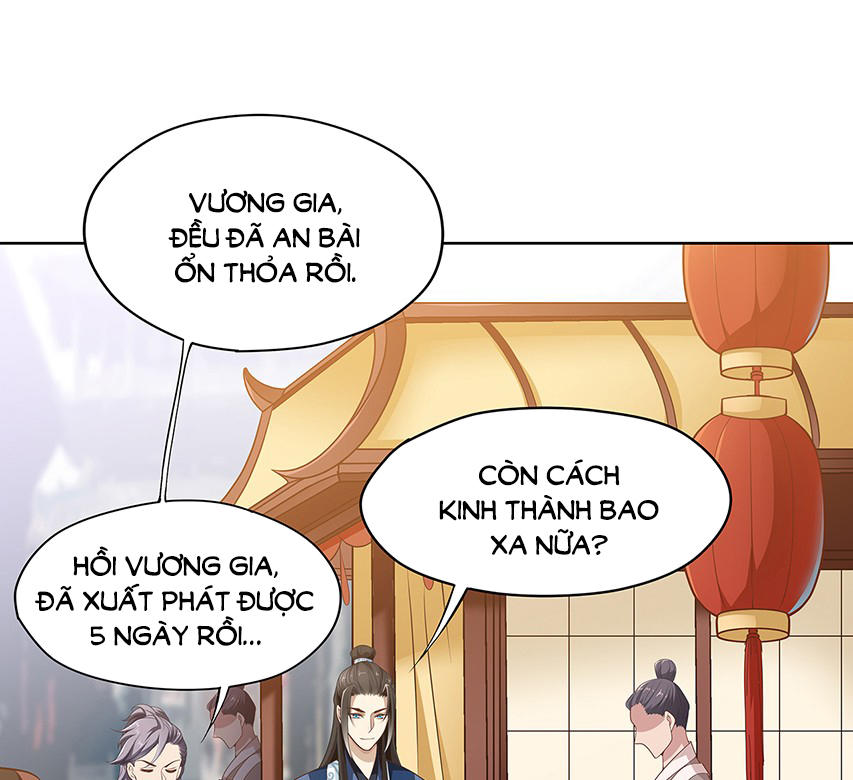 VƯƠNG GIA,
ĐỀU ĐÃ AN BÀI
ỔN THỎA RỒI.
CÒN CÁCH
KINH THÀNH BAO
XA NỮA?
HỒI VƯƠNG GIA,
ĐÃ XUẤT PHÁT ĐƯỢC
5 NGÀY RỒI...